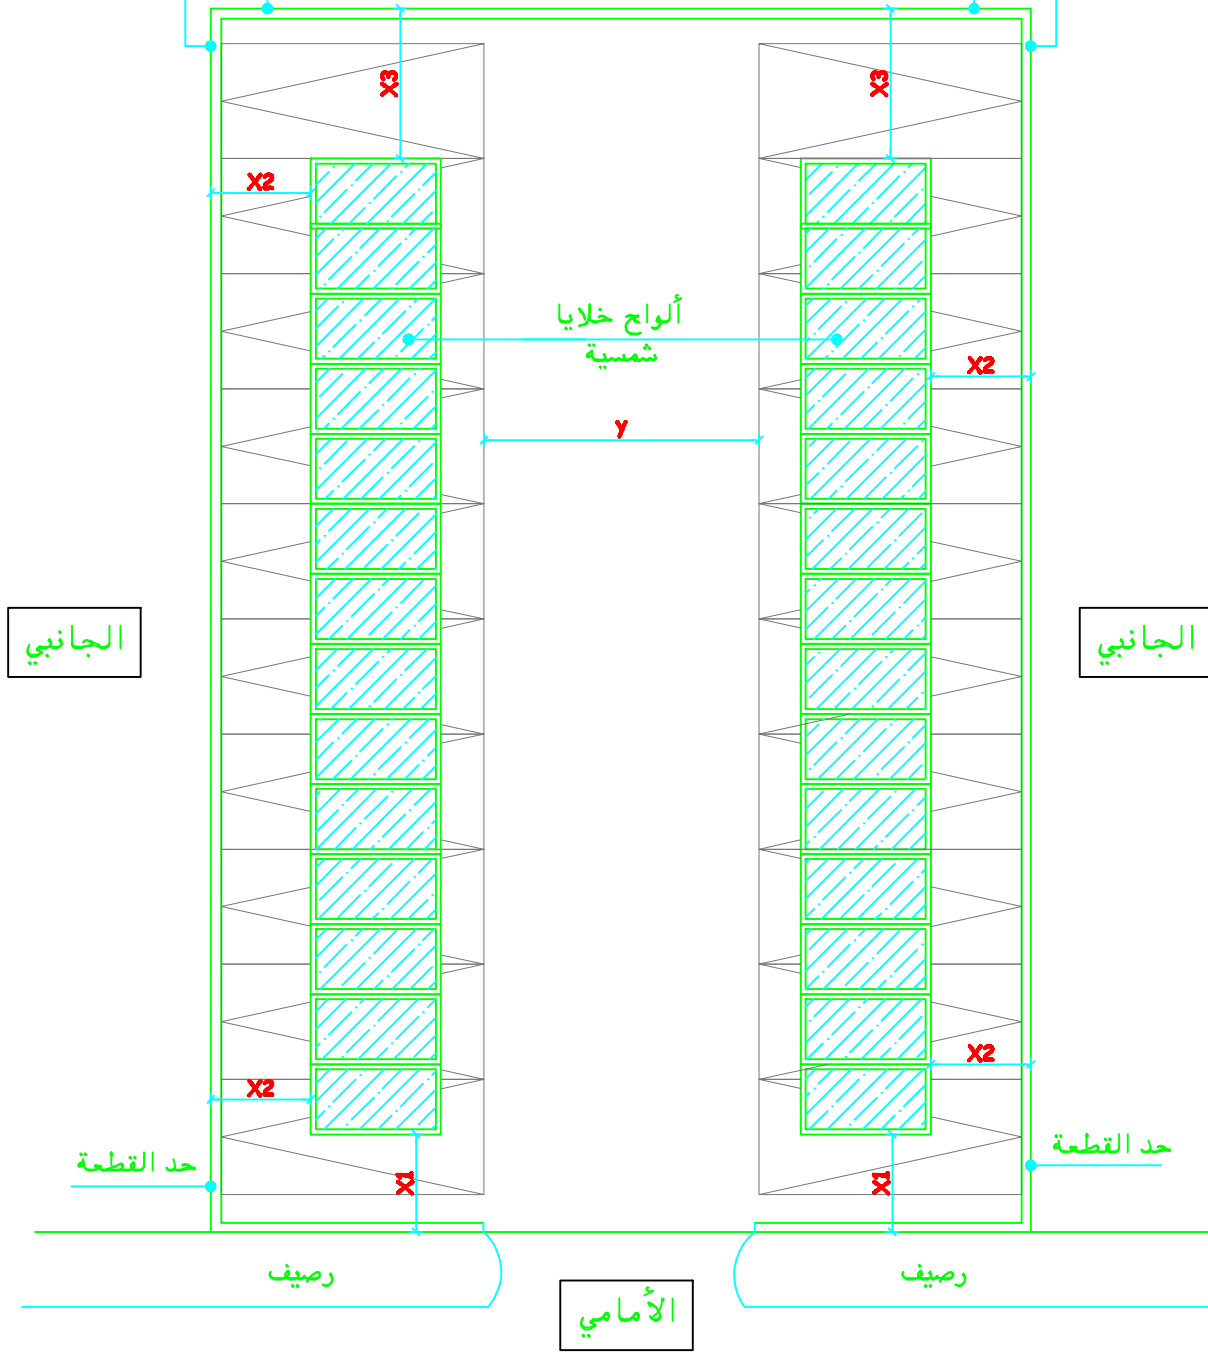 X3
X3
X2
ألواح خلايا
شمسية
X2
y
الجانبي
الجانبي
X2
X2
حد القطعة
حد القطعة
X1
X1
رصيف
رصيف
الأمامي